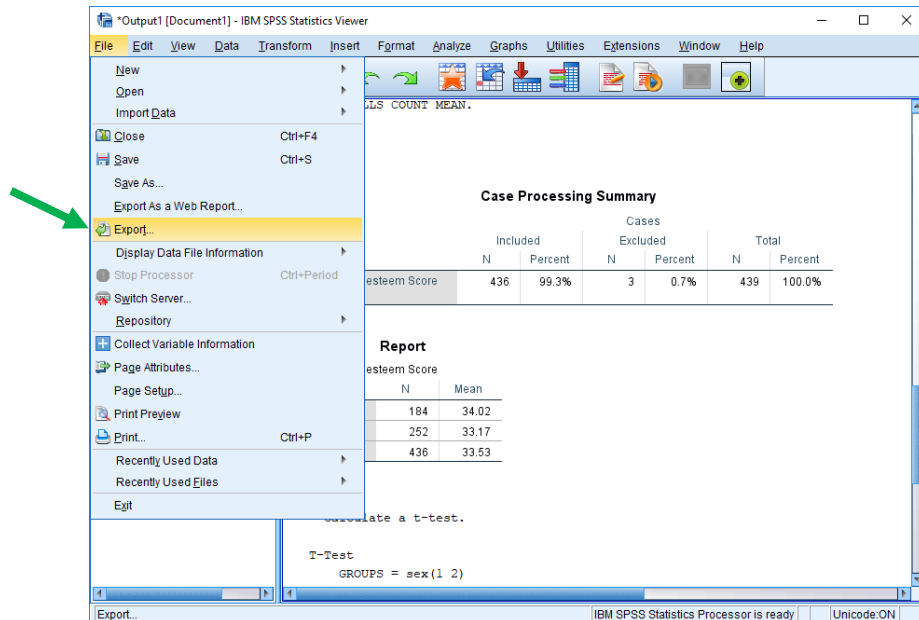 *Output1 [Document1] - IBM SPSS Statistics Viewer
File Edit View Data Transform Insert Format Analyze Graphs Utilities Extensions Window Help
New
Open
Import Data
Close Ctrl+F4
Save Ctrl+S
Save As...
Export As a Web Report...
Export...
Display Data File Information
Stop Processor Ctrl+Period
Switch Server...
Repository
Collect Variable Information
Page Attributes...
Page Setup...
Print Preview
Print... Ctrl+P
Recently Used Data
Recently Used Files
Exit
COUNT MEAN.
Case Processing Summary
Cases
Included Excluded Total
N Percent N Percent N Percent
esteem Score 436 99.3% 3 0.7% 439 100.0%
Report
esteem Score
N Mean
184 34.02
252 33.17
436 33.53
a t-test.
T-Test
GROUPS = sex(1 2)
Export... IBM SPSS Statistics Processor is ready Unicode:ON